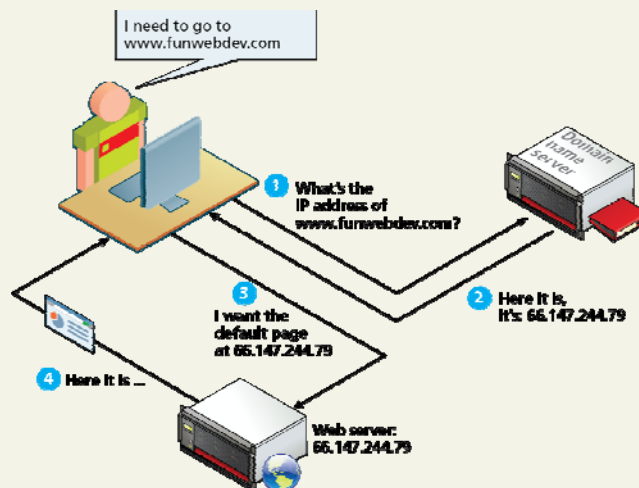 I need to go to
www.funwebdev.com
Domain
name
server
1 What's the
IP address of
www.funwebdev.com?
2 Here it is,
it's: 66.147.244.79
3
I want the
default page
at 66.147.244.79
4 Here it is ...
Web server:
66.147.244.79